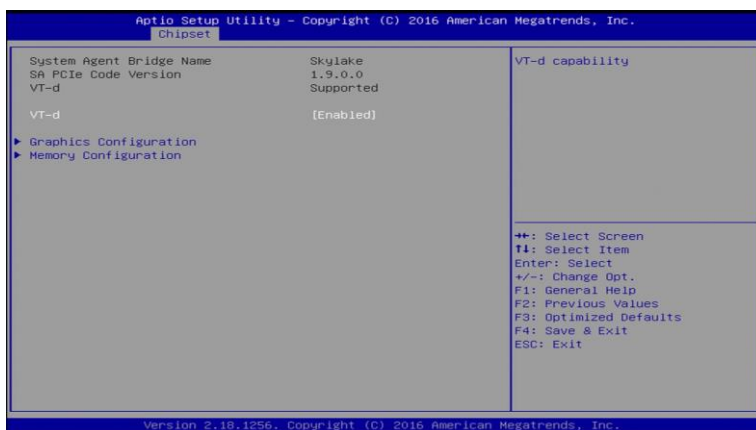 Aptio Setup Utility – Copyright (C) 2016 American Megatrends, Inc.
Chipset
System Agent Bridge Name Skylake
SA PCIe Code Version 1.9.0.0
VT-d Supported
VT-d [Enabled]
Graphics Configuration
Memory Configuration
VT-d capability
→←: Select Screen
↑↓: Select Item
Enter: Select
+/-: Change Opt.
F1: General Help
F2: Previous Values
F3: Optimized Defaults
F4: Save & Exit
ESC: Exit
Version 2.18.1256. Copyright (C) 2016 American Megatrends, Inc.